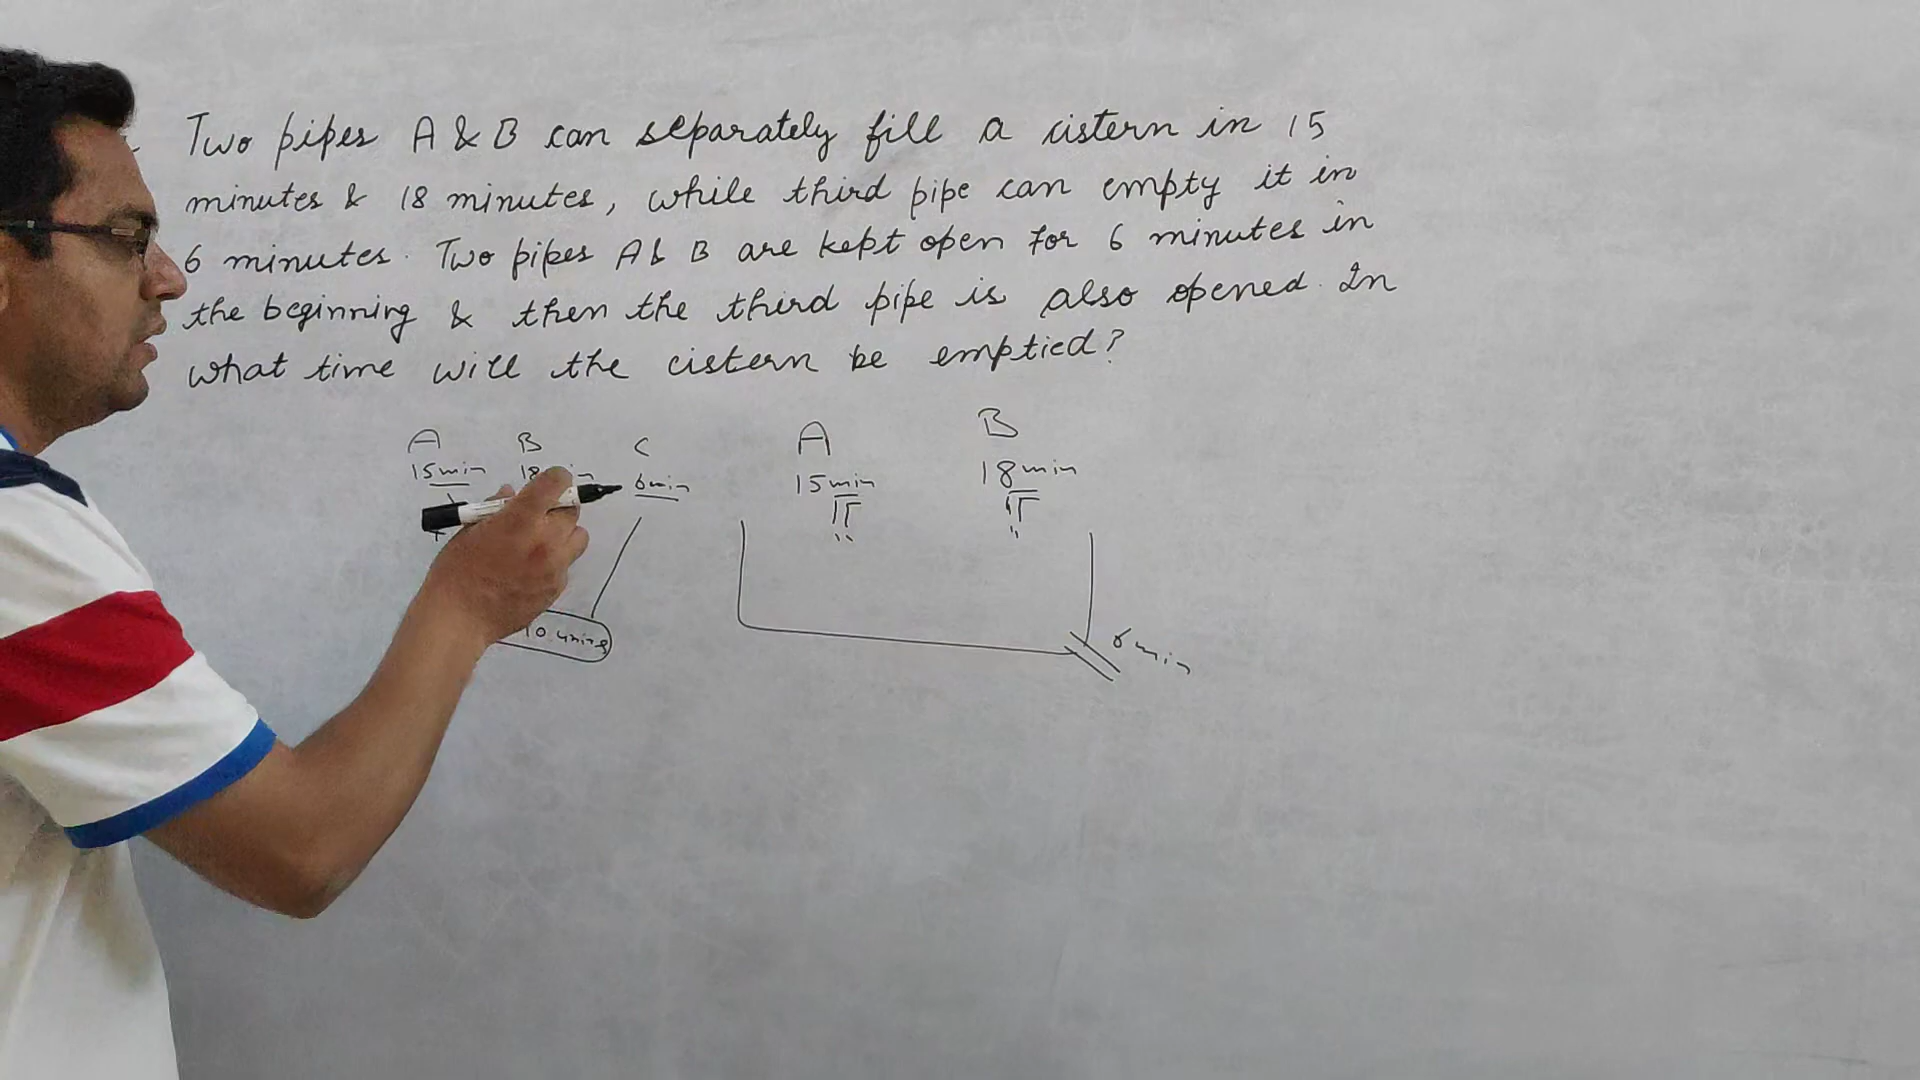 Two pipes A & B can separately fill a cistern in 15
minutes & 18 minutes, while third pipe can empty it in
6 minutes. Two pipes A & B are kept open for 6 minutes in
the beginning & then the third pipe is also opened. In
what time will the cistern be emptied?
A B C A B
15min 18 6min 15min 18min
units 6min